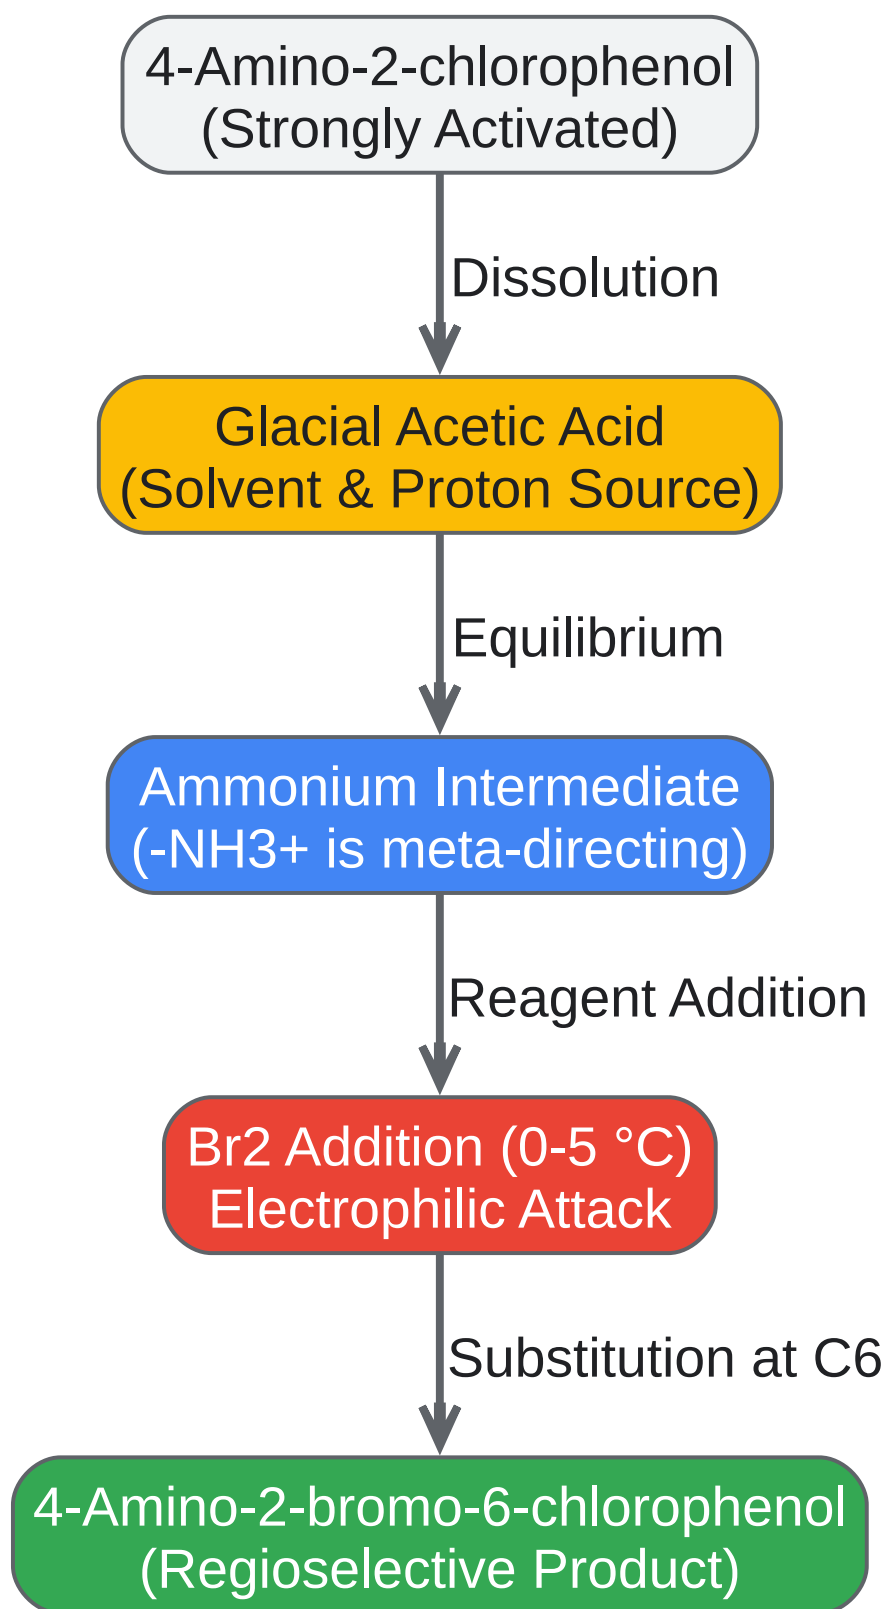 4-Amino-2-chlorophenol
(Strongly Activated)
Dissolution
Glacial Acetic Acid
(Solvent & Proton Source)
Equilibrium
Ammonium Intermediate
(-NH3+ is meta-directing)
Reagent Addition
Br2 Addition (0-5 °C)
Electrophilic Attack
Substitution at C6
4-Amino-2-bromo-6-chlorophenol
(Regioselective Product)